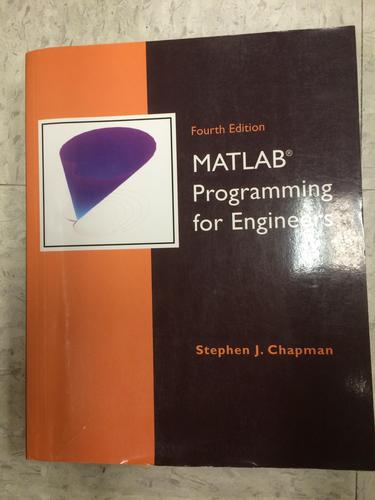 Fourth Edition
MATLAB®
Programming
for Engineers
Stephen J. Chapman